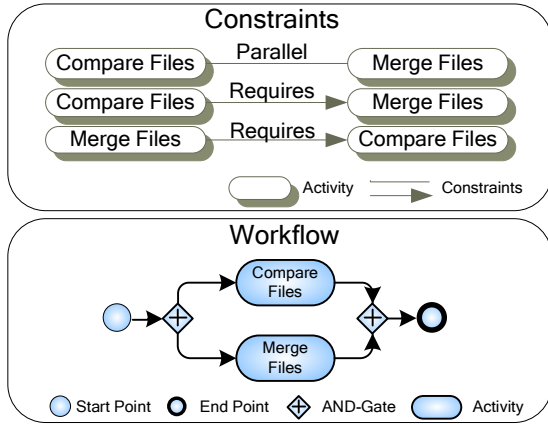 Constraints
Compare Files Parallel Merge Files
Compare Files Requires Merge Files
Merge Files Requires Compare Files
Activity Constraints
Workflow
Compare
Files
Merge
Files
Start Point End Point AND-Gate Activity